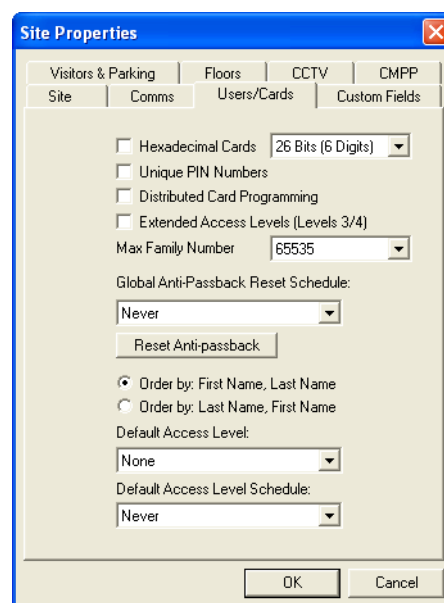 Site Properties
Visitors & Parking Floors CCTV CMPP
Site Comms Users/Cards Custom Fields
Hexadecimal Cards 26 Bits (6 Digits)
Unique PIN Numbers
Distributed Card Programming
Extended Access Levels (Levels 3/4)
Max Family Number 65535
Global Anti-Passback Reset Schedule:
Never
Reset Anti-passback
Order by: First Name, Last Name
Order by: Last Name, First Name
Default Access Level:
None
Default Access Level Schedule:
Never
OK Cancel